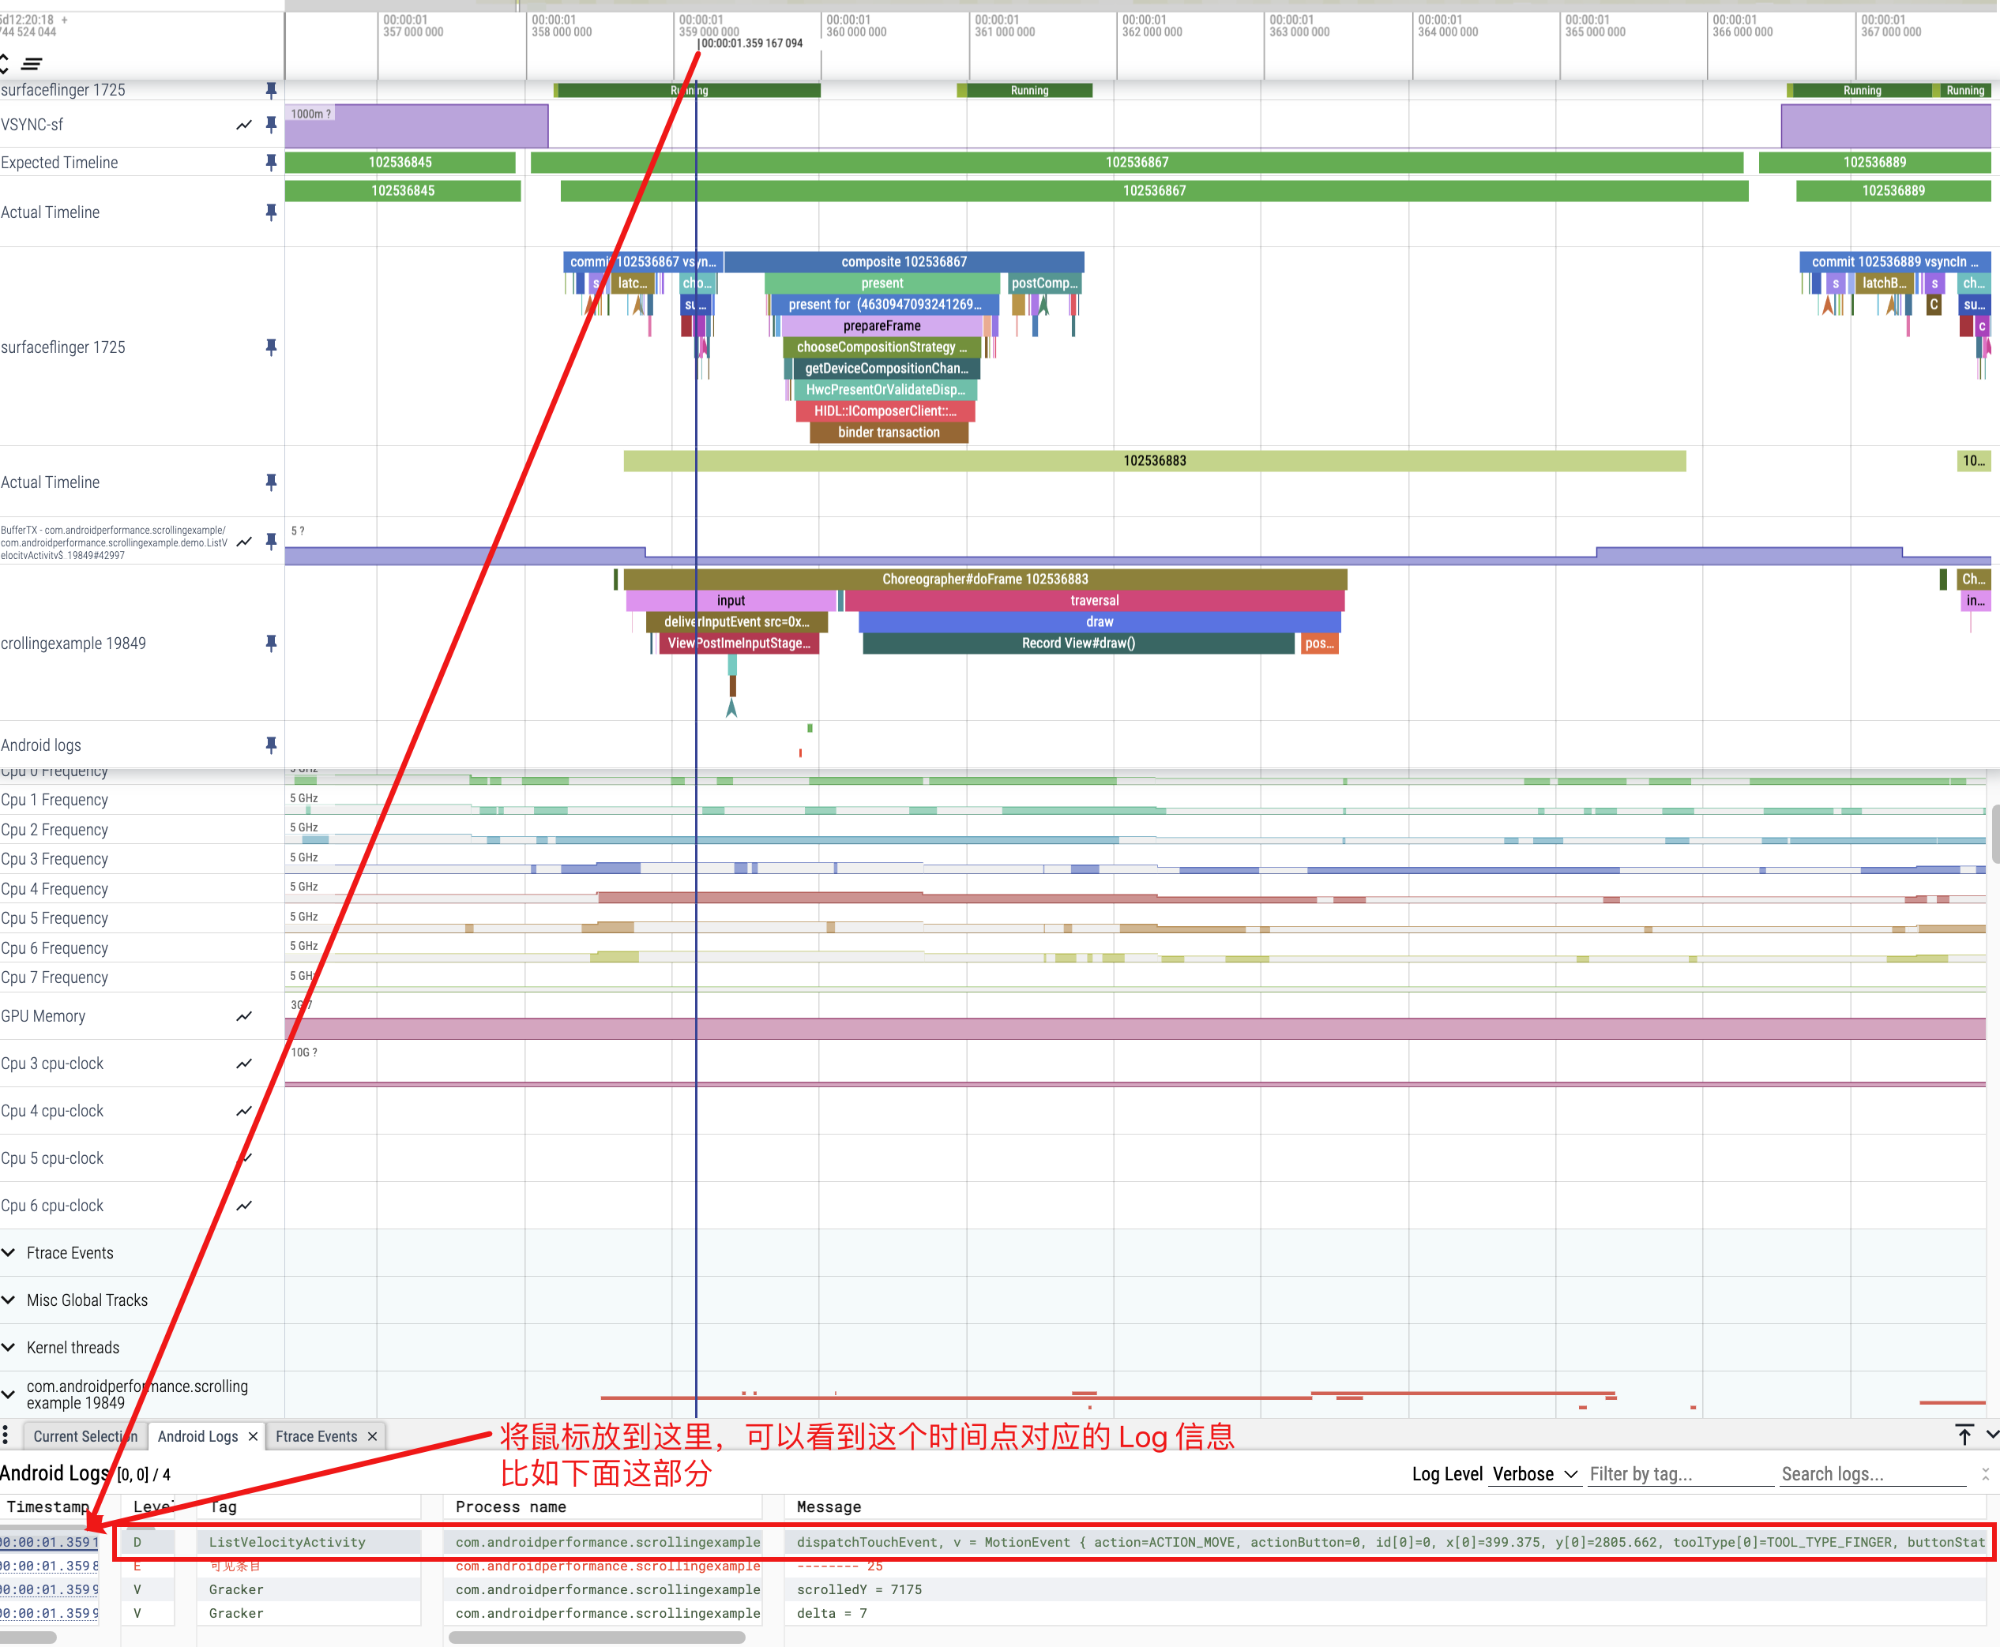 5d12:20:18 +
744 524 044
00:00:01
357 000 000
00:00:01
358 000 000
00:00:01
359 000 000
00:00:01
360 000 000
00:00:01
361 000 000
00:00:01
362 000 000
00:00:01
363 000 000
00:00:01
364 000 000
00:00:01
365 000 000
00:00:01
366 000 000
00:00:01
367 000 000
00:00:01.359 167 094
surfaceflinger 1725
Running
Running
Running
Running
VSYNC-sf
1000m ?
Expected Timeline
102536845
102536867
102536889
Actual Timeline
102536845
102536867
102536889
surfaceflinger 1725
commit 102536867 vsyn...
composite 102536867
commit 102536889 vsyncIn ...
s
latc...
cho...
present
postComp...
s
latchB...
s
ch...
su...
present for (4630947093241269...
C
su...
prepareFrame
c
chooseCompositionStrategy ...
getDeviceCompositionChan...
HwcPresentOrValidateDisp...
HIDL::IComposerClient::...
binder transaction
Actual Timeline
102536883
10...
BufferTX - com.androidperformance.scrollingexample/
com.androidperformance.scrollingexample.demo.ListV
elocityActivity$_19849#42997
5 ?
crollingexample 19849
Choreographer#doFrame 102536883
Ch...
input
traversal
in...
deliverInputEvent src=0x...
draw
ViewPostImeInputStage...
Record View#draw()
pos...
Android logs
Cpu 0 Frequency
5 GHz
Cpu 1 Frequency
5 GHz
Cpu 2 Frequency
5 GHz
Cpu 3 Frequency
5 GHz
Cpu 4 Frequency
5 GHz
Cpu 5 Frequency
5 GHz
Cpu 6 Frequency
5 GHz
Cpu 7 Frequency
5 GHz
GPU Memory
3G ?
Cpu 3 cpu-clock
10G ?
Cpu 4 cpu-clock
Cpu 5 cpu-clock
Cpu 6 cpu-clock
Ftrace Events
Misc Global Tracks
Kernel threads
com.androidperformance.scrolling
example 19849
Current Selection
Android Logs ×
Ftrace Events ×
将鼠标放到这里，可以看到这个时间点对应的 Log 信息
比如下面这部分
Android Logs [0, 0] / 4
Log Level Verbose
Filter by tag...
Search logs...
Timestamp Level Tag Process name Message
00:00:01.359 1 D ListVelocityActivity com.androidperformance.scrollingexample dispatchTouchEvent, v = MotionEvent { action=ACTION_MOVE, actionButton=0, id[0]=0, x[0]=399.375, y[0]=2805.662, toolType[0]=TOOL_TYPE_FINGER, buttonStat
00:00:01.359 8 E 可见条目 com.androidperformance.scrollingexample -------- 25
00:00:01.359 9 V Gracker com.androidperformance.scrollingexample scrolledY = 7175
00:00:01.359 9 V Gracker com.androidperformance.scrollingexample delta = 7